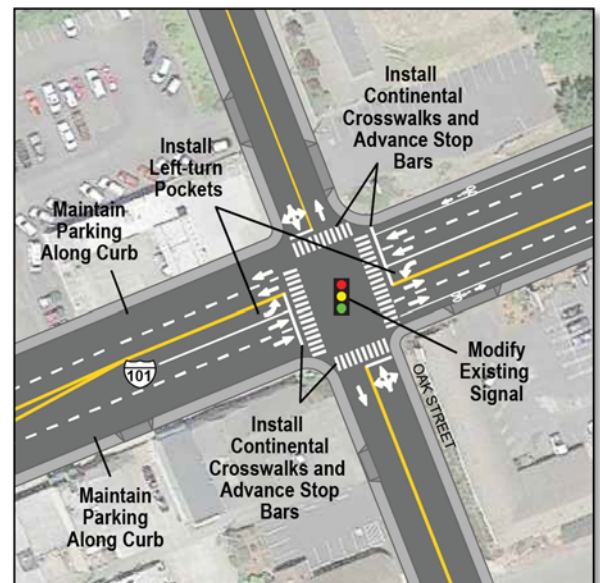 Install
Continental
Crosswalks and
Advance Stop
Bars
Install
Left-turn
Pockets
Maintain
Parking
Along Curb
101
Modify
Existing
Signal
OAK STREET
Install
Continental
Crosswalks and
Advance Stop
Bars
Maintain
Parking
Along Curb